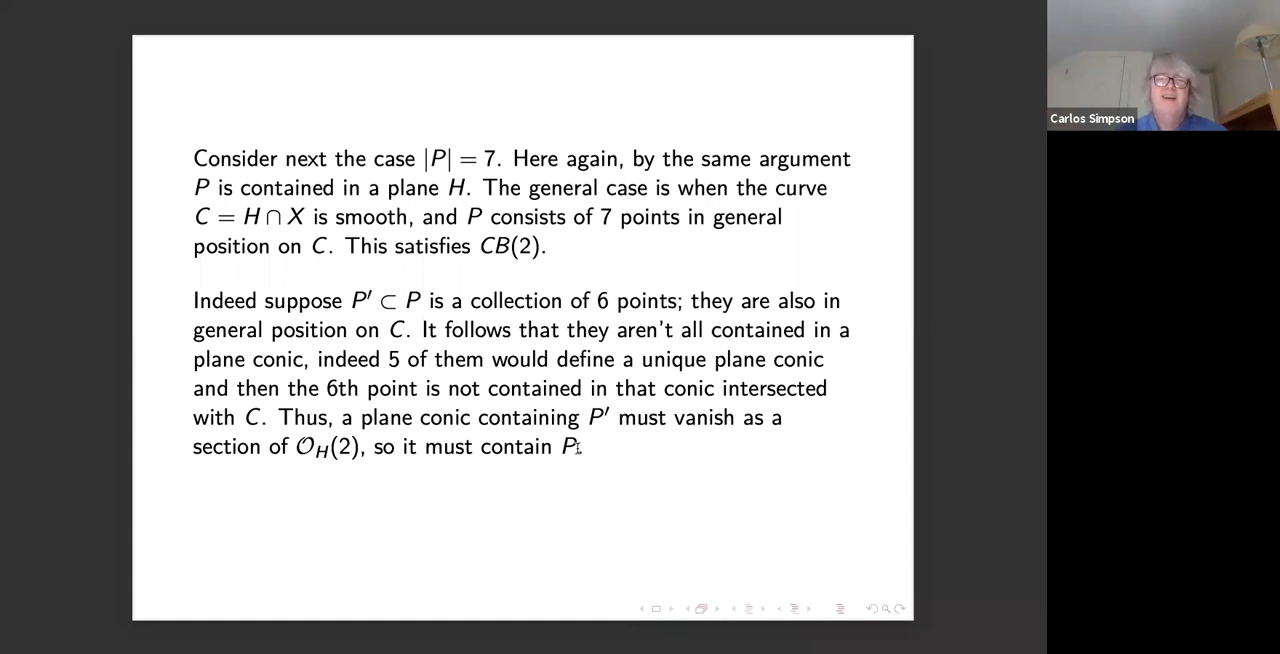 Consider next the case |P| = 7. Here again, by the same argument
P is contained in a plane H. The general case is when the curve
C = H ∩ X is smooth, and P consists of 7 points in general
position on C. This satisfies CB(2).
Indeed suppose P′ ⊂ P is a collection of 6 points; they are also in
general position on C. It follows that they aren't all contained in a
plane conic, indeed 5 of them would define a unique plane conic
and then the 6th point is not contained in that conic intersected
with C. Thus, a plane conic containing P′ must vanish as a
section of 𝒪_H(2), so it must contain P.
Carlos Simpson